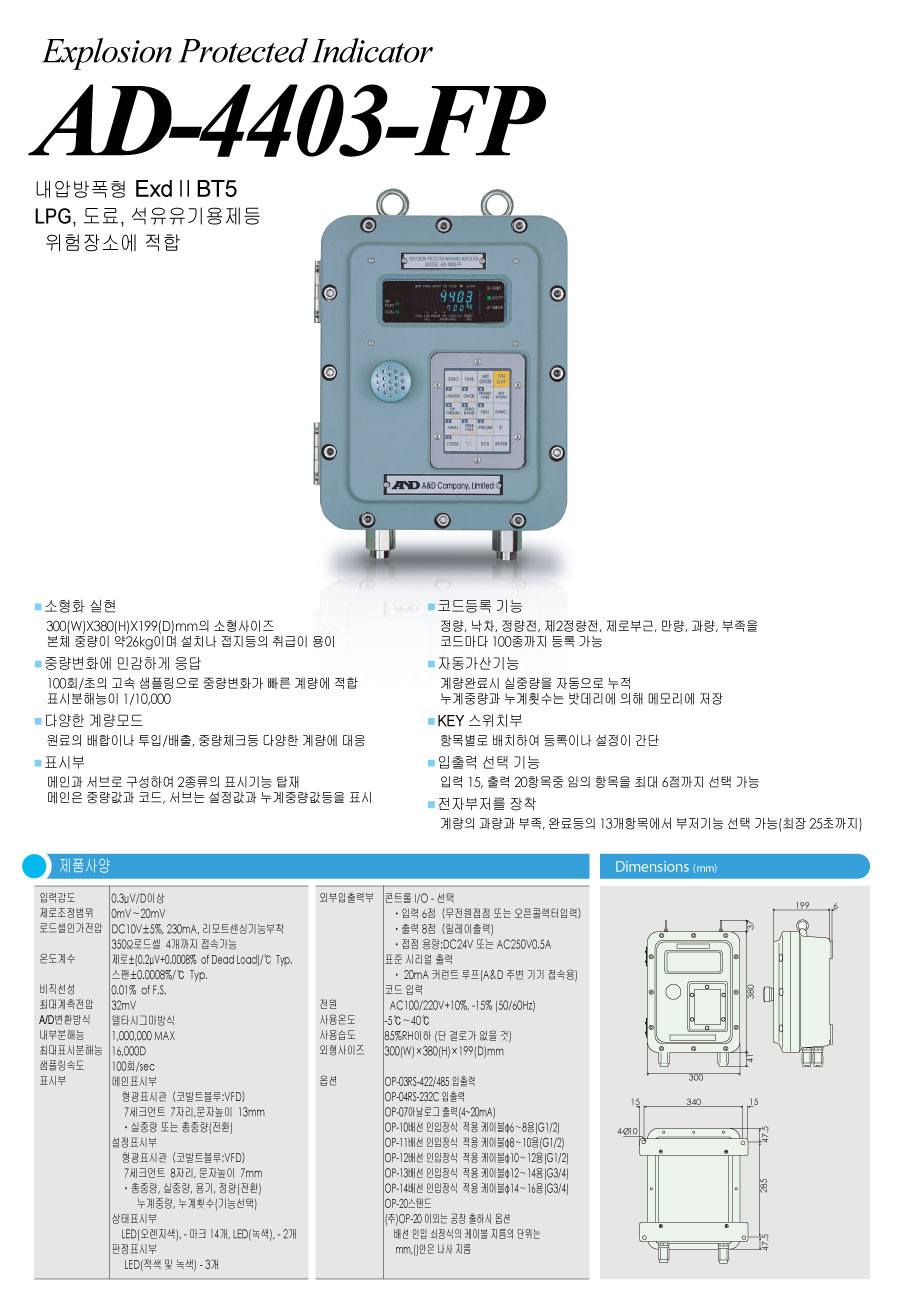 Explosion Protected Indicator
AD-4403-FP
내압방폭형 Exd II BT5
LPG, 도료, 석유유기용제등
위험장소에 적합
EXPLOSION PROTECTED WEIGHING INDICATOR
MODEL AD-4403-FP
4403
700 kg
SET POINT
TOTAL
ZERO TARE NET GROSS ON OFF
UNDER OVER PRESET TARE SET POINT
OP. PRELIM. ZERO BAND FULL FUNC.
FINAL FREE FALL PRELIM. F
CODE +/- ECR ENTER
AND A&D Company, Limited
소형화 실현
300(W)X380(H)X199(D)mm의 소형사이즈
본체 중량이 약26kg이며 설치나 접지등의 취급이 용이
중량변화에 민감하게 응답
100회/초의 고속 샘플링으로 중량변화가 빠른 계량에 적합
표시분해능이 1/10,000
다양한 계량모드
원료의 배합이나 투입/배출, 중량체크등 다양한 계량에 대응
표시부
메인과 서브로 구성하여 2종류의 표시기능 탑재
메인은 중량값과 코드, 서브는 설정값과 누계중량값등을 표시
코드등록 기능
정량, 낙차, 정량전, 제2정량전, 제로부근, 만량, 과량, 부족을
코드마다 100종까지 등록 가능
자동가산기능
계량완료시 실중량을 자동으로 누적
누계중량과 누계횟수는 밧데리에 의해 메모리에 저장
KEY 스위치부
항목별로 배치하여 등록이나 설정이 간단
입출력 선택 기능
입력 15, 출력 20항목중 임의 항목을 최대 6점까지 선택 가능
전자부저를 장착
계량의 과량과 부족, 완료등의 13개항목에서 부저기능 선택 가능(최장 25초까지)
제품사양
입력감도 0.3μV/D이상
제로조정범위 0mV~20mV
로드셀인가전압 DC10V±5%, 230mA, 리모트센싱기능부착
350Ω로드셀 4개까지 접속가능
온도계수 제로±(0.2μV+0.0008% of Dead Load)/℃ Typ.
스팬±0.0008%/℃ Typ.
비직선성 0.01% of F.S.
최대계측전압 32mV
A/D변환방식 델타시그마방식
내부분해능 1,000,000 MAX
최대표시분해능 16,000D
샘플링속도 100회/sec
표시부 메인표시부
형광표시관 (코발트블루:VFD)
7세그먼트 7자리,문자높이 13mm
・실중량 또는 총중량(전환)
설정표시부
형광표시관 (코발트블루:VFD)
7세그먼트 8자리, 문자높이 7mm
・총중량, 실중량, 용기, 정량(전환)
누계중량, 누계횟수(기능선택)
상태표시부
LED(오렌지색), - 마크 14개, LED(녹색), - 2개
판정표시부
LED(적색 및 녹색) - 3개
외부입출력부 콘트롤 I/O - 선택
・입력 6점 (무전원접점 또는 오픈콜렉터입력)
・출력 8점 (릴레이출력)
・접점 용량:DC24V 또는 AC250V0.5A
표준 시리얼 출력
・ 20mA 커런트 루프(A&D 주변 기기 접속용)
코드 입력
전원 AC100/220V+10%, -15% (50/60Hz)
사용온도 -5℃~40℃
사용습도 85%RH이하 (단 결로가 없을 것)
외형사이즈 300(W)×380(H)×199(D)mm
옵션 OP-03RS-422/485 입출력
OP-04RS-232C 입출력
OP-07아날로그 출력(4~20mA)
OP-10배선 인입장식 적용 케이블φ6~8용(G1/2)
OP-11배선 인입장식 적용 케이블φ8~10용(G1/2)
OP-12배선 인입장식 적용 케이블φ10~12용(G1/2)
OP-13배선 인입장식 적용 케이블φ12~14용(G3/4)
OP-14배선 인입장식 적용 케이블φ14~16용(G3/4)
OP-20스탠드
(주)OP-20 이외는 공장 출하시 옵션
배선 인입 쇠장식의 케이블 지름의 단위는
mm,()안은 나사 지름
Dimensions (mm)
37
380
41
300
199
6
15
340
15
4-Ø10
47.5
285
47.5